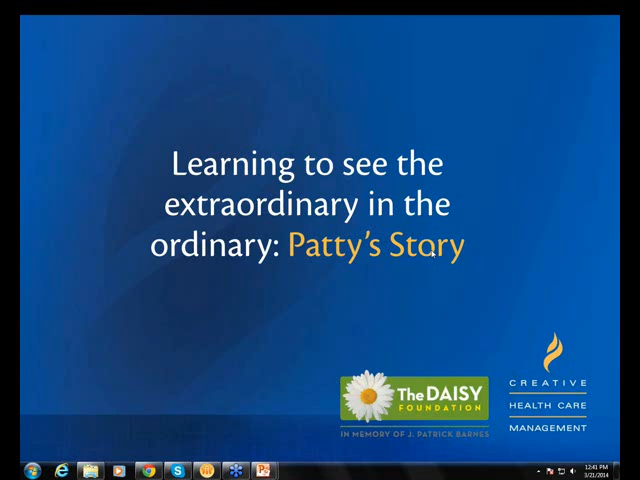 Learning to see the
extraordinary in the
ordinary: Patty's Story
The DAISY
FOUNDATION
IN MEMORY OF J. PATRICK BARNES
CREATIVE
HEALTH CARE
MANAGEMENT
12:41 PM
3/21/2014